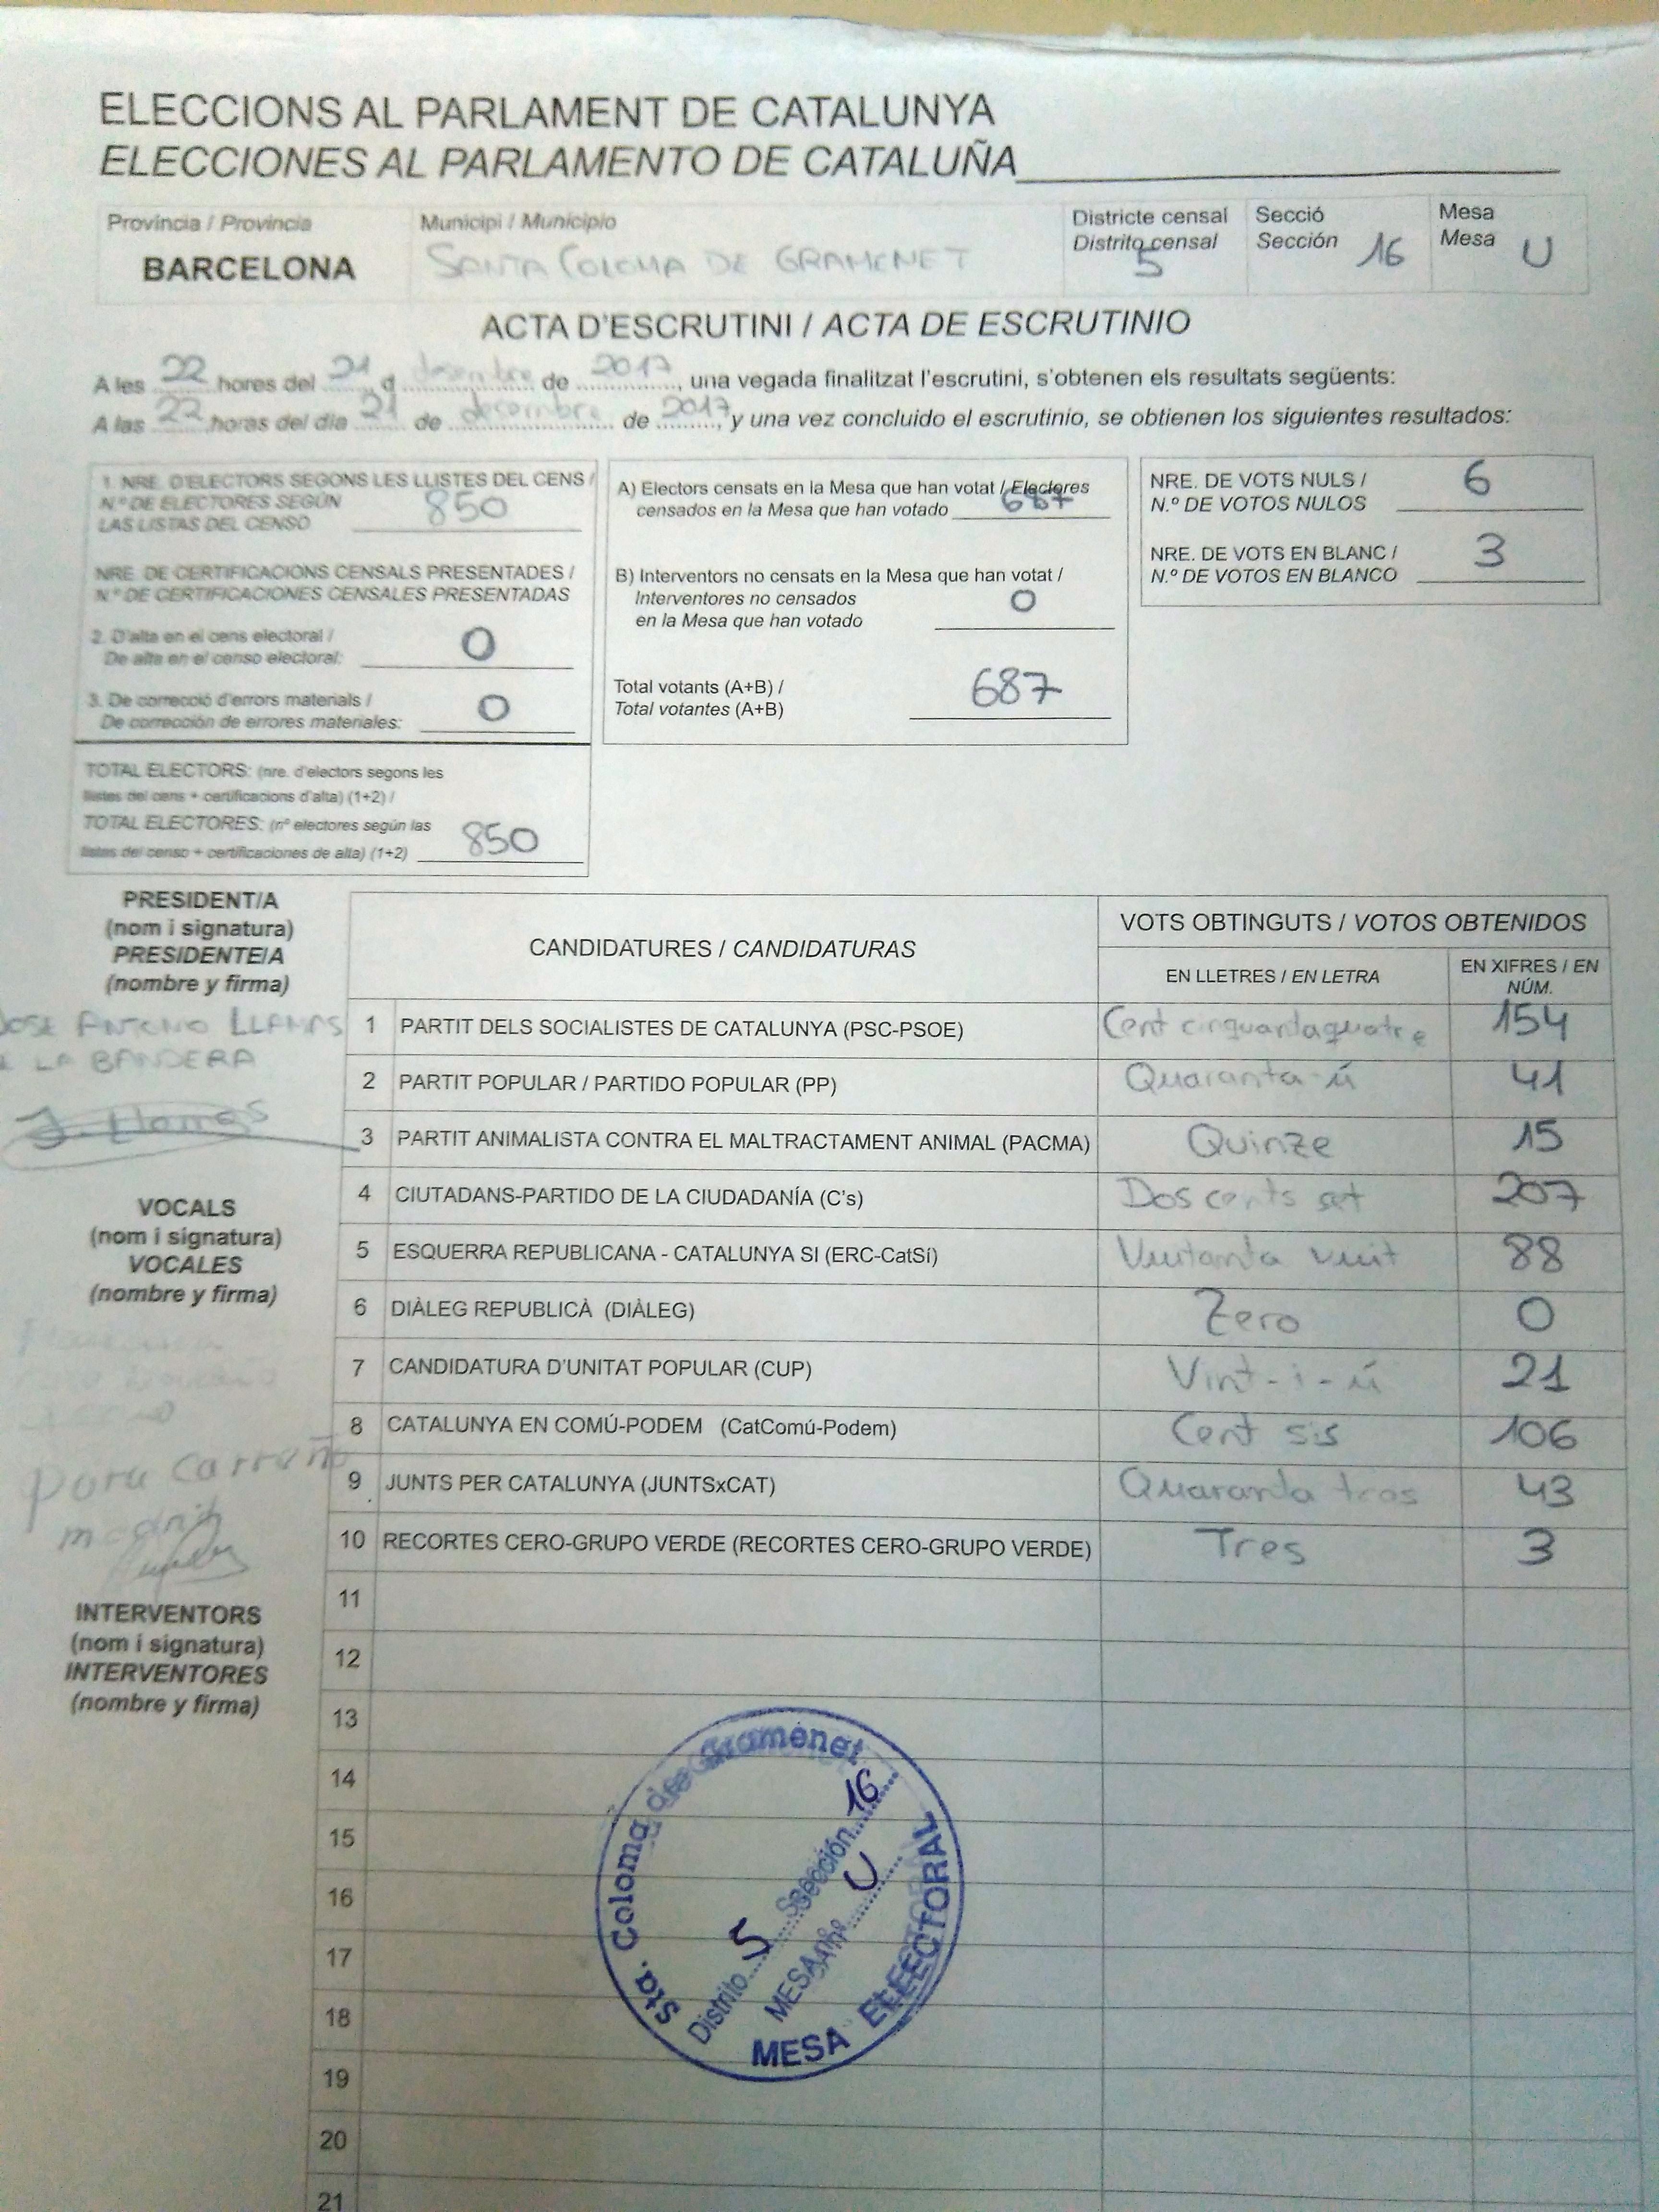 ELECCIONS AL PARLAMENT DE CATALUNYA
ELECCIONES AL PARLAMENTO DE CATALUÑA
Província / Provincia
BARCELONA
Municipi / Municipio
SANTA COLOMA DE GRAMENET
Districte censal
Distrito censal
5
Secció
Sección 16
Mesa
Mesa U
ACTA D'ESCRUTINI / ACTA DE ESCRUTINIO
A les 22 hores del 21 d desembre de 2017, una vegada finalitzat l'escrutini, s'obtenen els resultats següents:
A las 22 horas del día 21 de decembre de 2017 y una vez concluido el escrutinio, se obtienen los siguientes resultados:
1. NRE. D'ELECTORS SEGONS LES LLISTES DEL CENS /
N.º DE ELECTORES SEGÚN
LAS LISTAS DEL CENSO 850
NRE. DE CERTIFICACIONS CENSALS PRESENTADES /
N.º DE CERTIFICACIONES CENSALES PRESENTADAS
2. D'alta en el cens electoral /
De alta en el censo electoral: 0
3. De correcció d'errors materials /
De corrección de errores materiales: 0
TOTAL ELECTORS: (nre. d'electors segons les
llistes del cens + certificacions d'alta) (1+2) /
TOTAL ELECTORES: (nº electores según las
listas del censo + certificaciones de alta) (1+2) 850
A) Electors censats en la Mesa que han votat / Electores
censados en la Mesa que han votado 687
B) Interventors no censats en la Mesa que han votat /
Interventores no censados
en la Mesa que han votado 0
Total votants (A+B) /
Total votantes (A+B) 687
NRE. DE VOTS NULS /
N.º DE VOTOS NULOS 6
NRE. DE VOTS EN BLANC /
N.º DE VOTOS EN BLANCO 3
PRESIDENT/A
(nom i signatura)
PRESIDENTE/A
(nombre y firma)
JOSE ANTONIO LLAMAS
LA BANDERA
J. Llamas
VOCALS
(nom i signatura)
VOCALES
(nombre y firma)
INTERVENTORS
(nom i signatura)
INTERVENTORES
(nombre y firma)
CANDIDATURES / CANDIDATURAS
VOTS OBTINGUTS / VOTOS OBTENIDOS
EN LLETRES / EN LETRA
EN XIFRES / EN
NÚM.
1 PARTIT DELS SOCIALISTES DE CATALUNYA (PSC-PSOE) Cent cinquantaquatre 154
2 PARTIT POPULAR / PARTIDO POPULAR (PP) Quaranta-ú 41
3 PARTIT ANIMALISTA CONTRA EL MALTRACTAMENT ANIMAL (PACMA) Quinze 15
4 CIUTADANS-PARTIDO DE LA CIUDADANÍA (C's) Dos cents set 207
5 ESQUERRA REPUBLICANA - CATALUNYA SI (ERC-CatSí) Vuitanta vuit 88
6 DIÀLEG REPUBLICÀ (DIÀLEG) Zero 0
7 CANDIDATURA D'UNITAT POPULAR (CUP) Vint-i-ú 21
8 CATALUNYA EN COMÚ-PODEM (CatComú-Podem) Cent sis 106
9 JUNTS PER CATALUNYA (JUNTSxCAT) Quaranta tres 43
10 RECORTES CERO-GRUPO VERDE (RECORTES CERO-GRUPO VERDE) Tres 3
11
12
13
14
15
16
17
18
19
20
21
Sta. Coloma de Gramenet
Distrito 5 Sección 16
MESA U
MESA ELECTORAL